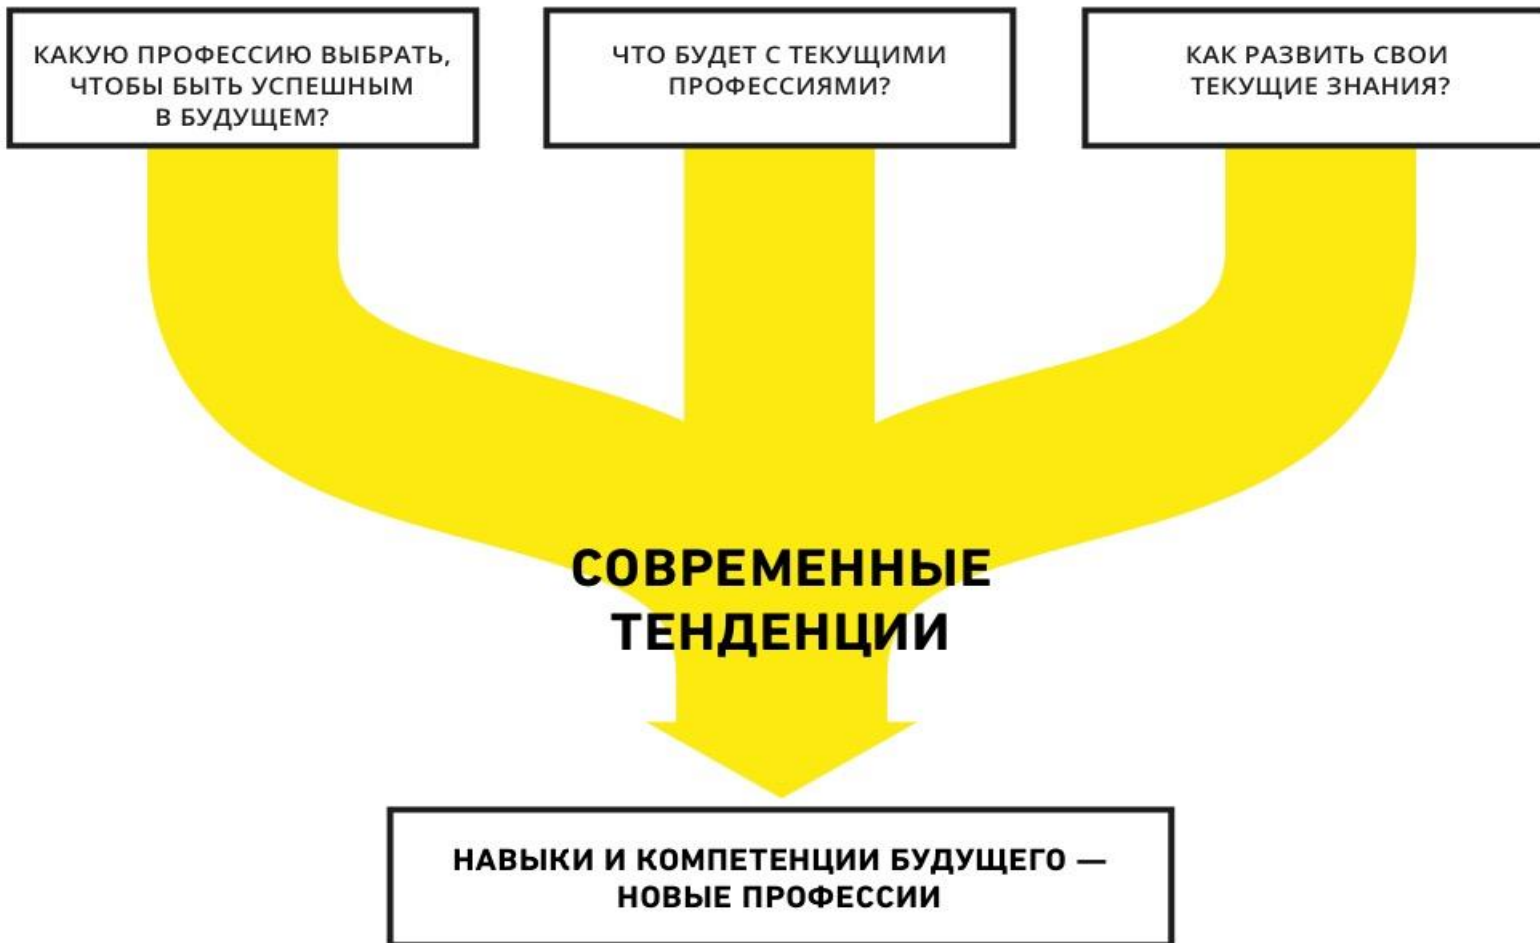 КАКУЮ ПРОФЕССИЮ ВЫБРАТЬ,
ЧТОБЫ БЫТЬ УСПЕШНЫМ
В БУДУЩЕМ?
ЧТО БУДЕТ С ТЕКУЩИМИ
ПРОФЕССИЯМИ?
КАК РАЗВИТЬ СВОИ
ТЕКУЩИЕ ЗНАНИЯ?
СОВРЕМЕННЫЕ
ТЕНДЕНЦИИ
НАВЫКИ И КОМПЕТЕНЦИИ БУДУЩЕГО —
НОВЫЕ ПРОФЕССИИ